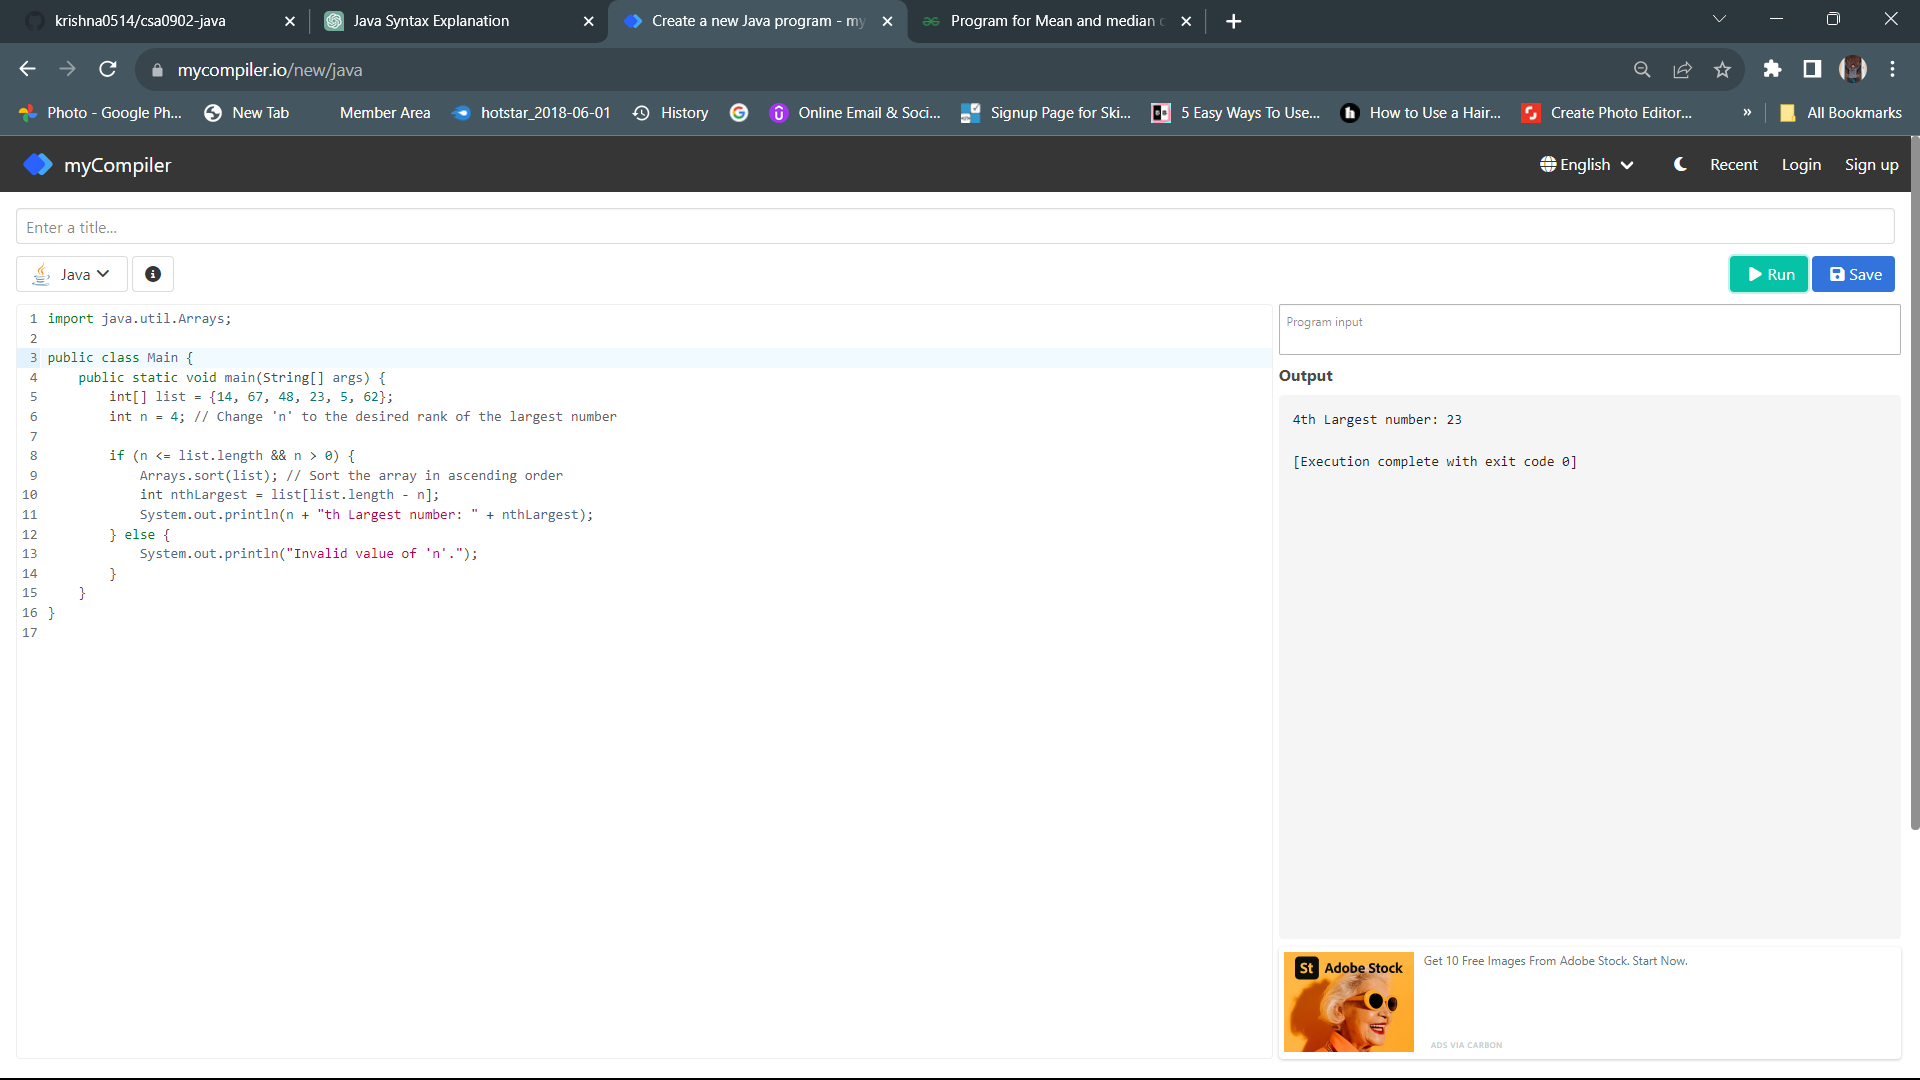 krishna0514/csa0902-java
Java Syntax Explanation
Create a new Java program - my
Program for Mean and median
mycompiler.io/new/java
Photo - Google Ph...
New Tab
Member Area
hotstar_2018-06-01
History
Online Email & Soci...
Signup Page for Ski...
5 Easy Ways To Use...
How to Use a Hair...
Create Photo Editor...
»
All Bookmarks
myCompiler
English
Recent
Login
Sign up
Enter a title...
Java
Run
Save
1 import java.util.Arrays;
2
3 public class Main {
4     public static void main(String[] args) {
5         int[] list = {14, 67, 48, 23, 5, 62};
6         int n = 4; // Change 'n' to the desired rank of the largest number
7
8         if (n <= list.length && n > 0) {
9             Arrays.sort(list); // Sort the array in ascending order
10             int nthLargest = list[list.length - n];
11             System.out.println(n + "th Largest number: " + nthLargest);
12         } else {
13             System.out.println("Invalid value of 'n'.");
14         }
15     }
16 }
17
Program input
Output
4th Largest number: 23
[Execution complete with exit code 0]
St Adobe Stock
Get 10 Free Images From Adobe Stock. Start Now.
ADS VIA CARBON